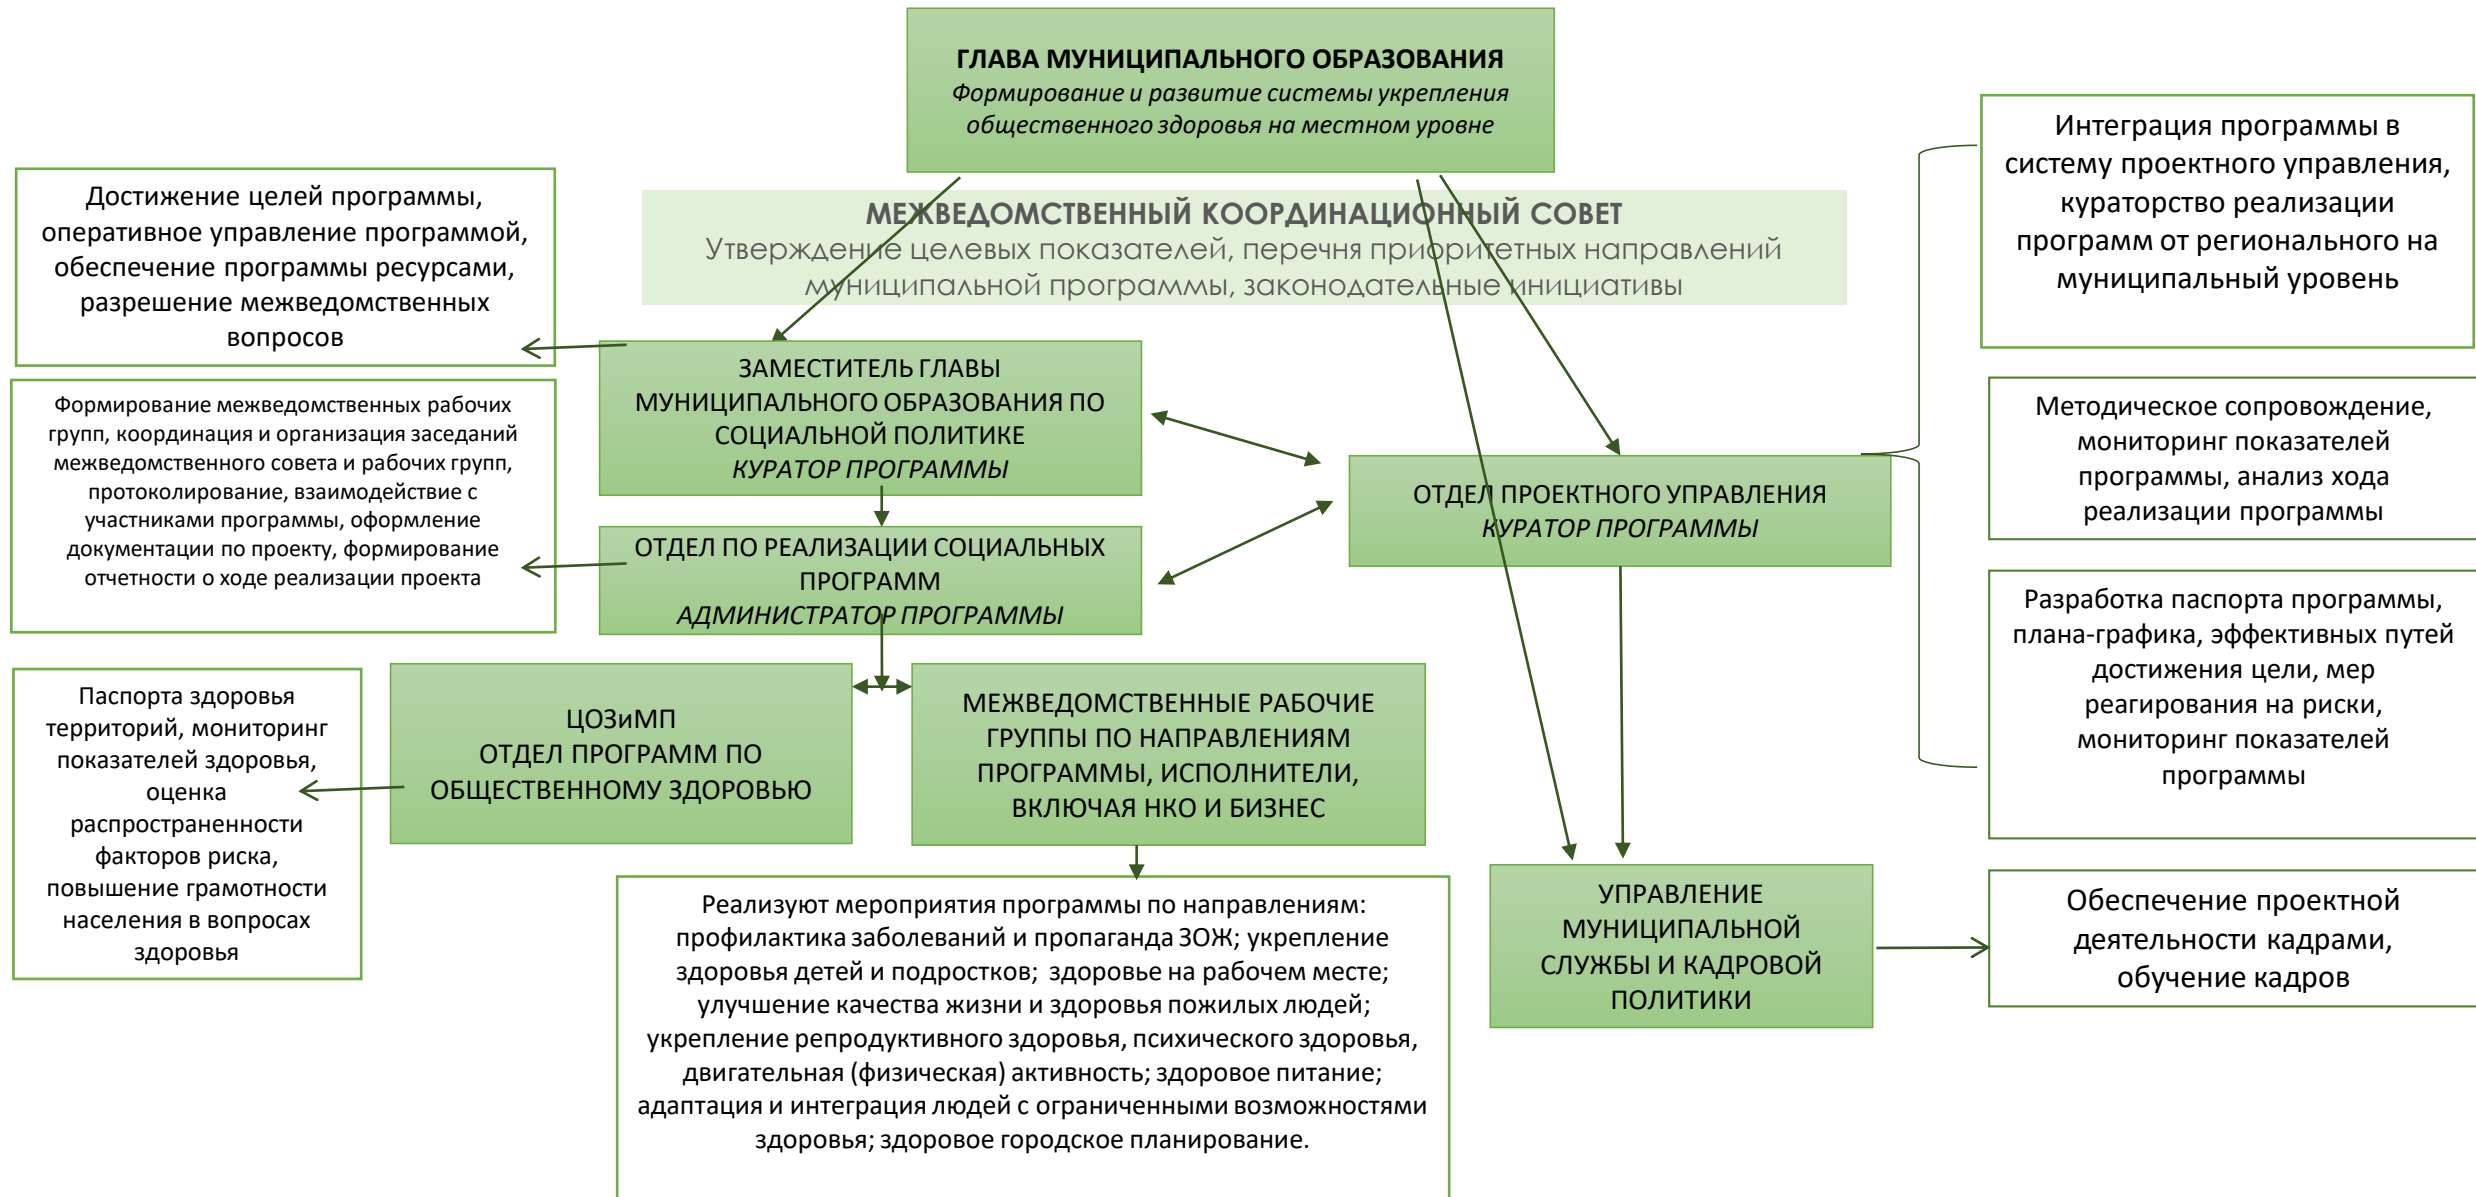 ГЛАВА МУНИЦИПАЛЬНОГО ОБРАЗОВАНИЯ
Формирование и развитие системы укрепления
общественного здоровья на местном уровне
МЕЖВЕДОМСТВЕННЫЙ КООРДИНАЦИОННЫЙ СОВЕТ
Утверждение целевых показателей, перечня приоритетных направлений
муниципальной программы, законодательные инициативы
Достижение целей программы,
оперативное управление программой,
обеспечение программы ресурсами,
разрешение межведомственных
вопросов
ЗАМЕСТИТЕЛЬ ГЛАВЫ
МУНИЦИПАЛЬНОГО ОБРАЗОВАНИЯ ПО
СОЦИАЛЬНОЙ ПОЛИТИКЕ
КУРАТОР ПРОГРАММЫ
Формирование межведомственных рабочих
групп, координация и организация заседаний
межведомственного совета и рабочих групп,
протоколирование, взаимодействие с
участниками программы, оформление
документации по проекту, формирование
отчетности о ходе реализации проекта
ОТДЕЛ ПО РЕАЛИЗАЦИИ СОЦИАЛЬНЫХ
ПРОГРАММ
АДМИНИСТРАТОР ПРОГРАММЫ
ОТДЕЛ ПРОЕКТНОГО УПРАВЛЕНИЯ
КУРАТОР ПРОГРАММЫ
Интеграция программы в
систему проектного управления,
кураторство реализации
программ от регионального на
муниципальный уровень
Методическое сопровождение,
мониторинг показателей
программы, анализ хода
реализации программы
Разработка паспорта программы,
плана-графика, эффективных путей
достижения цели, мер
реагирования на риски,
мониторинг показателей
программы
Паспорта здоровья
территорий, мониторинг
показателей здоровья,
оценка
распространенности
факторов риска,
повышение грамотности
населения в вопросах
здоровья
ЦОЗиМП
ОТДЕЛ ПРОГРАММ ПО
ОБЩЕСТВЕННОМУ ЗДОРОВЬЮ
МЕЖВЕДОМСТВЕННЫЕ РАБОЧИЕ
ГРУППЫ ПО НАПРАВЛЕНИЯМ
ПРОГРАММЫ, ИСПОЛНИТЕЛИ,
ВКЛЮЧАЯ НКО И БИЗНЕС
Реализуют мероприятия программы по направлениям:
профилактика заболеваний и пропаганда ЗОЖ; укрепление
здоровья детей и подростков; здоровье на рабочем месте;
улучшение качества жизни и здоровья пожилых людей;
укрепление репродуктивного здоровья, психического здоровья,
двигательная (физическая) активность; здоровое питание;
адаптация и интеграция людей с ограниченными возможностями
здоровья; здоровое городское планирование.
УПРАВЛЕНИЕ
МУНИЦИПАЛЬНОЙ
СЛУЖБЫ И КАДРОВОЙ
ПОЛИТИКИ
Обеспечение проектной
деятельности кадрами,
обучение кадров